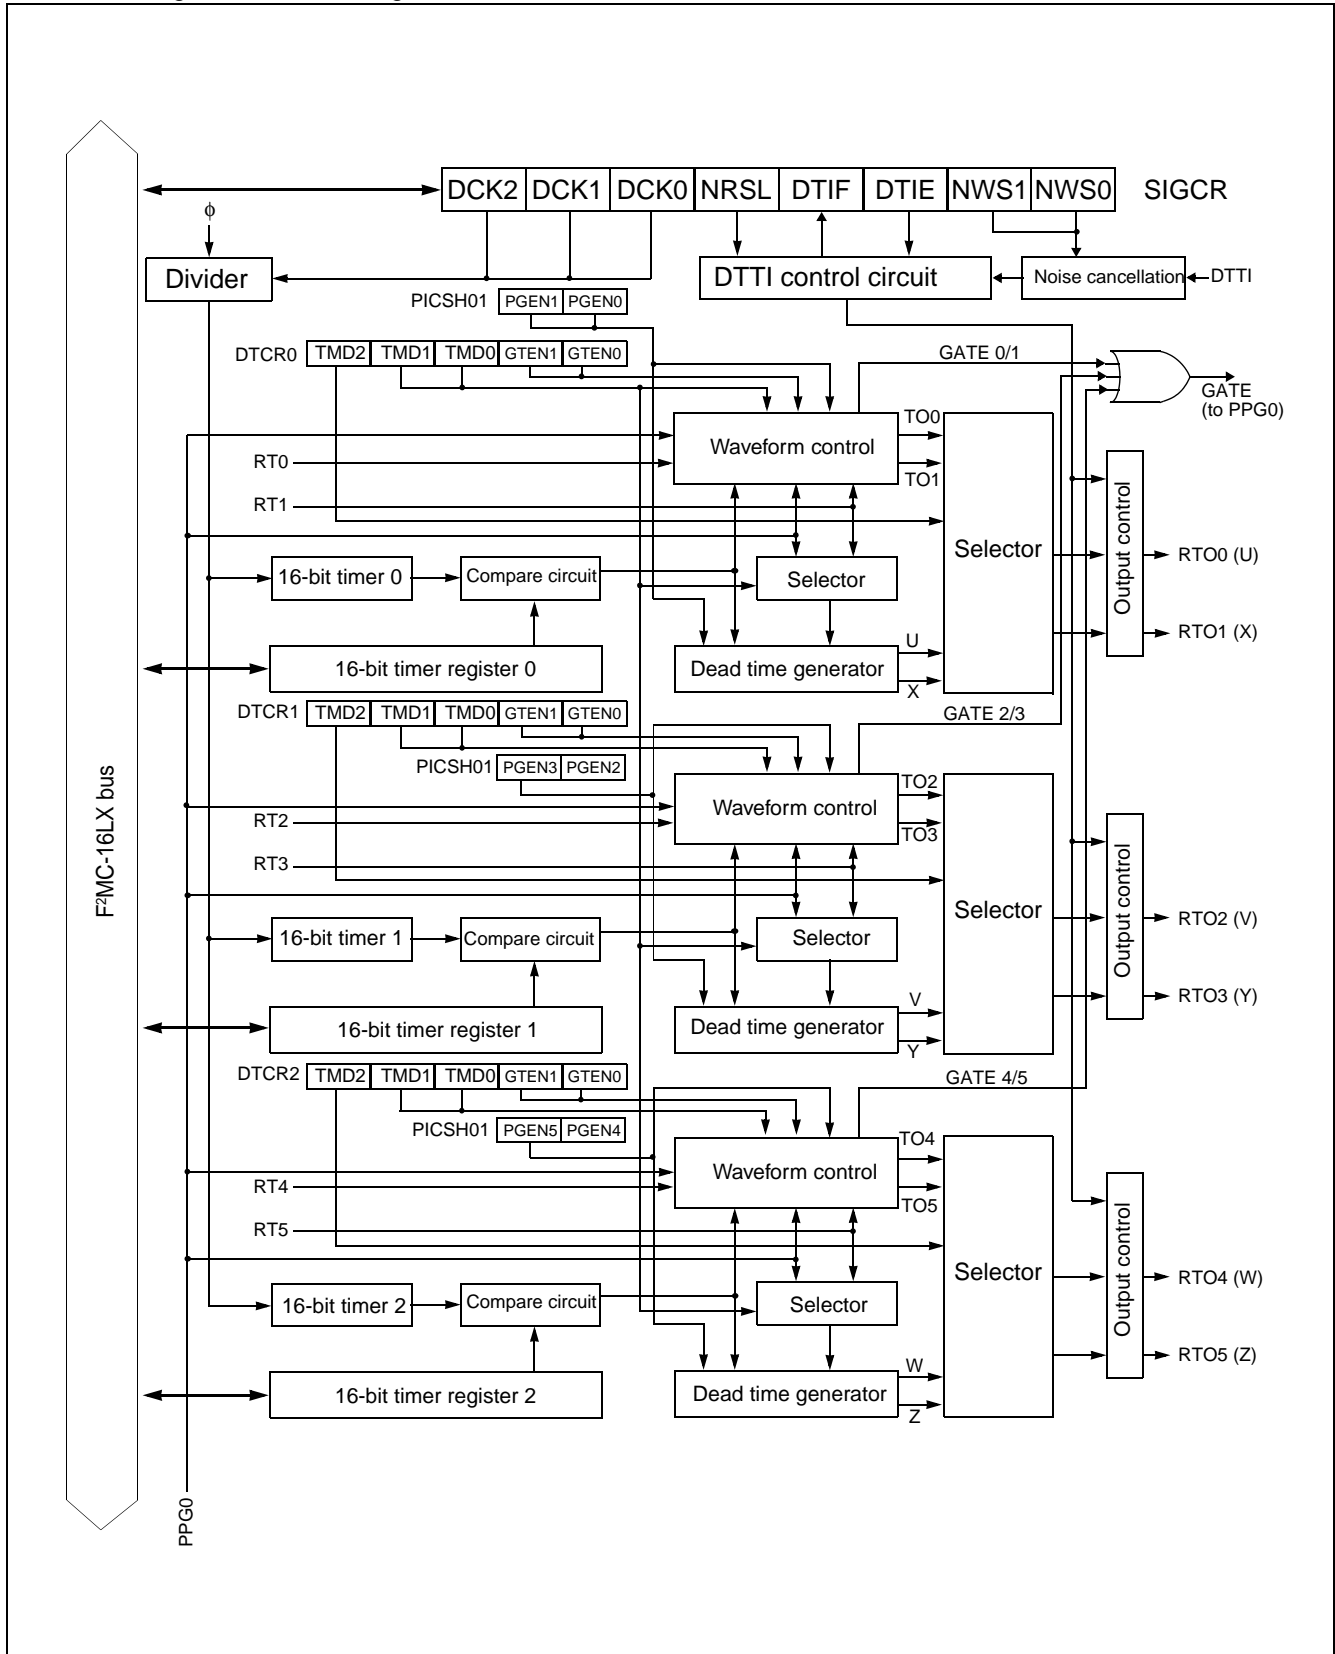 DCK2 DCK1 DCK0 NRSL DTIF DTIE NWS1 NWS0 SIGCR
ϕ
Divider
DTTI control circuit
Noise cancellation
DTTI
PICSH01 PGEN1 PGEN0
DTCR0 TMD2 TMD1 TMD0 GTEN1 GTEN0
GATE 0/1
GATE
(to PPG0)
Waveform control
TO0
TO1
RT0
RT1
Selector
Output control
RTO0 (U)
RTO1 (X)
16-bit timer 0
Compare circuit
Selector
16-bit timer register 0
Dead time generator
U
X
DTCR1 TMD2 TMD1 TMD0 GTEN1 GTEN0
GATE 2/3
PICSH01 PGEN3 PGEN2
Waveform control
TO2
TO3
RT2
RT3
Selector
Output control
RTO2 (V)
RTO3 (Y)
16-bit timer 1
Compare circuit
Selector
16-bit timer register 1
Dead time generator
V
Y
DTCR2 TMD2 TMD1 TMD0 GTEN1 GTEN0
GATE 4/5
PICSH01 PGEN5 PGEN4
Waveform control
TO4
TO5
RT4
RT5
Selector
Output control
RTO4 (W)
RTO5 (Z)
16-bit timer 2
Compare circuit
Selector
16-bit timer register 2
Dead time generator
W
Z
F²MC-16LX bus
PPG0